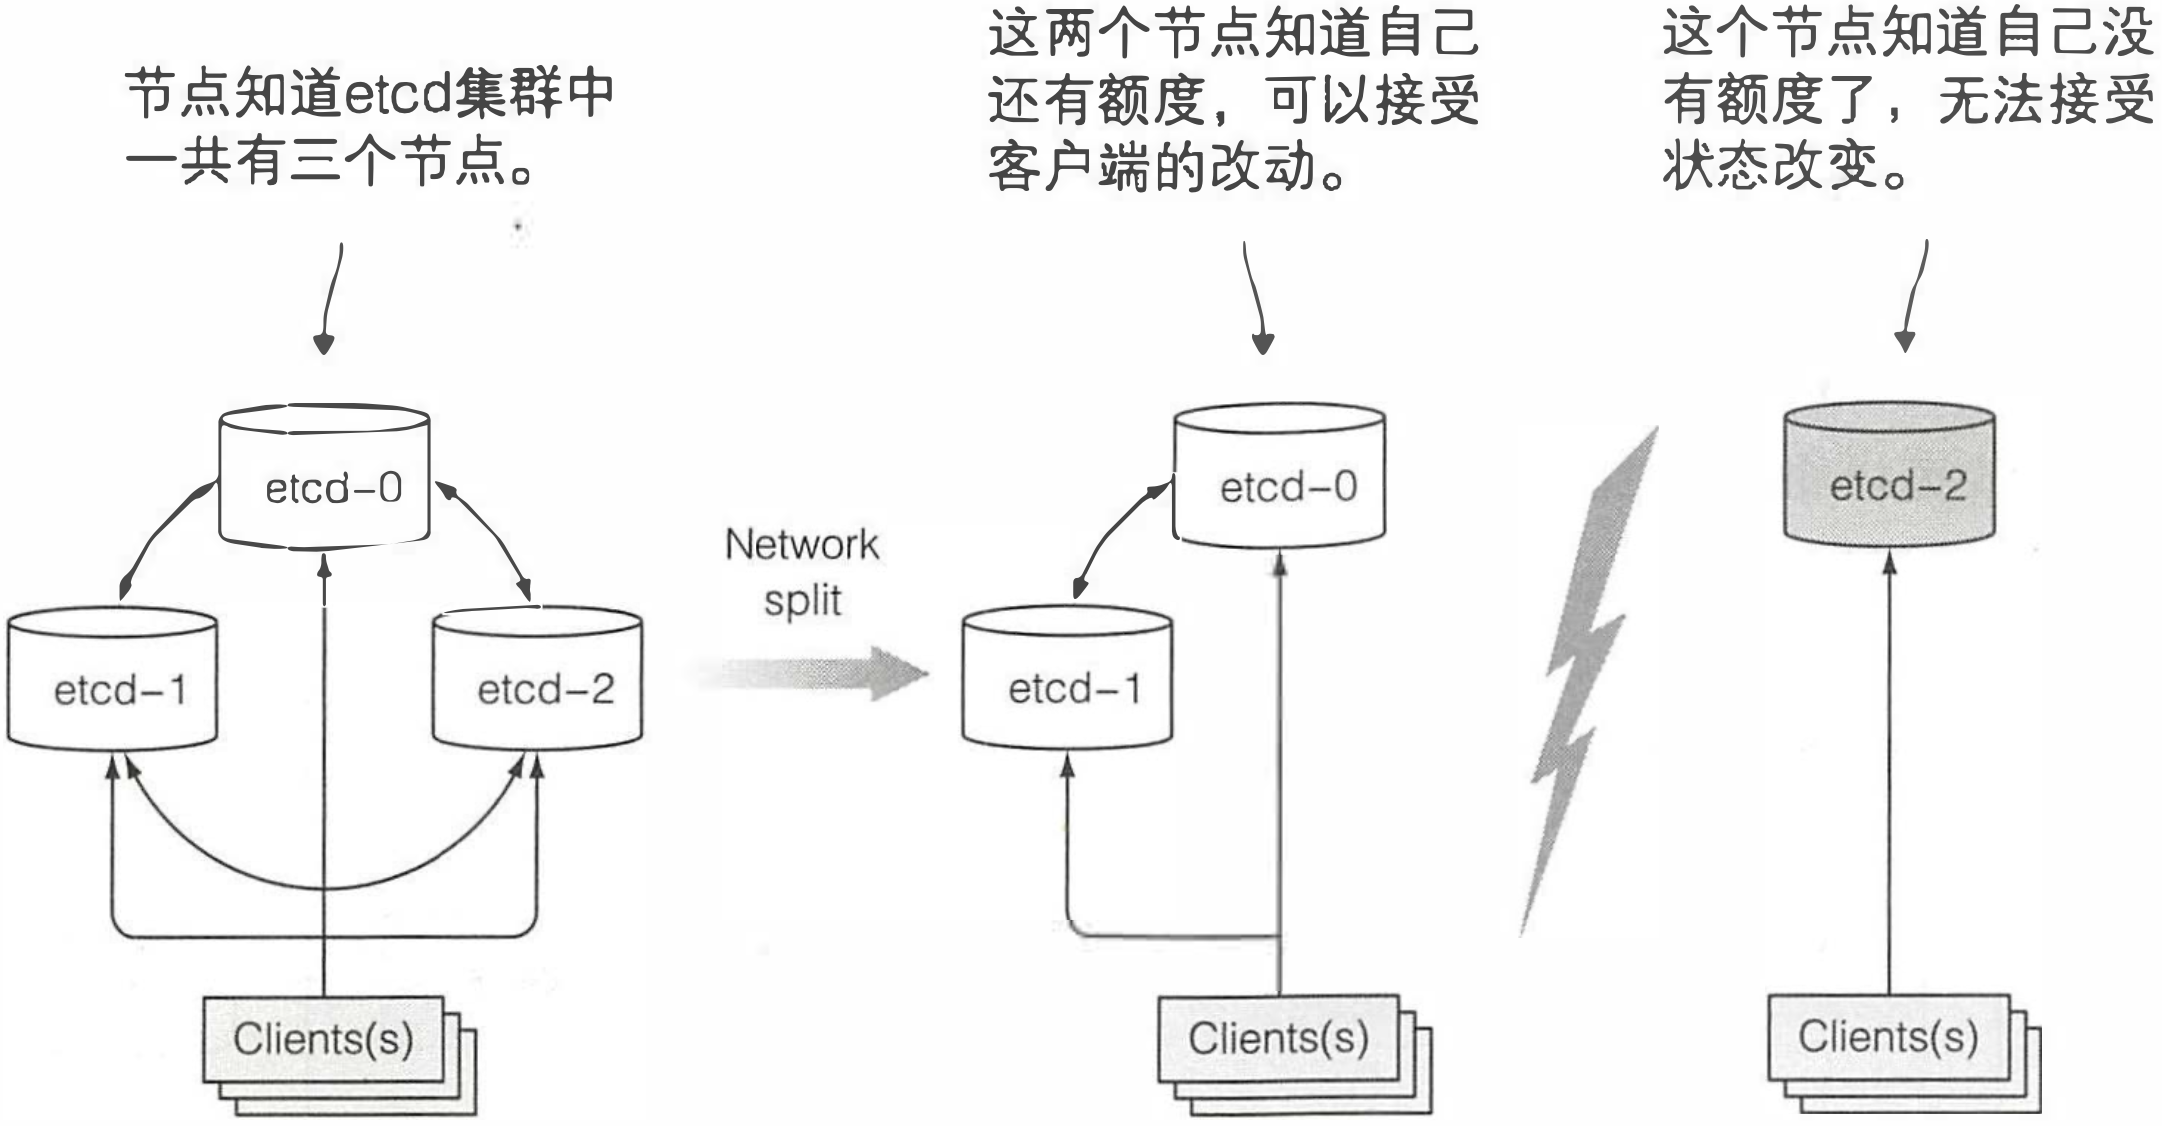 节点知道etcd集群中
一共有三个节点。
这两个节点知道自己
还有额度，可以接受
客户端的改动。
这个节点知道自己没
有额度了，无法接受
状态改变。
etcd-0
etcd-1
etcd-2
Clients(s)
Network
split
etcd-0
etcd-1
Clients(s)
etcd-2
Clients(s)